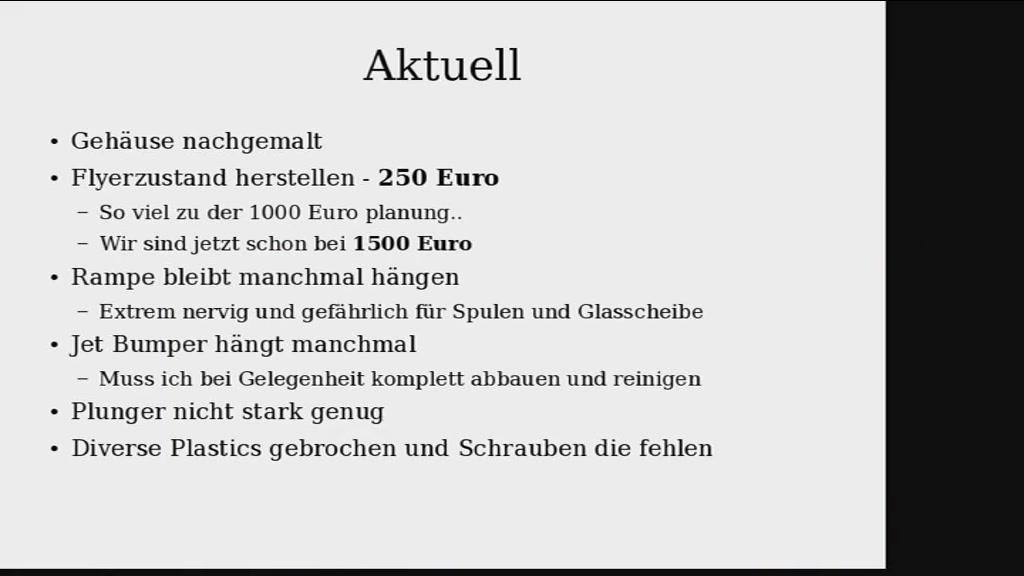 Aktuell
• Gehäuse nachgemalt
• Flyerzustand herstellen - 250 Euro
– So viel zu der 1000 Euro planung..
– Wir sind jetzt schon bei 1500 Euro
• Rampe bleibt manchmal hängen
– Extrem nervig und gefährlich für Spulen und Glasscheibe
• Jet Bumper hängt manchmal
– Muss ich bei Gelegenheit komplett abbauen und reinigen
• Plunger nicht stark genug
• Diverse Plastics gebrochen und Schrauben die fehlen